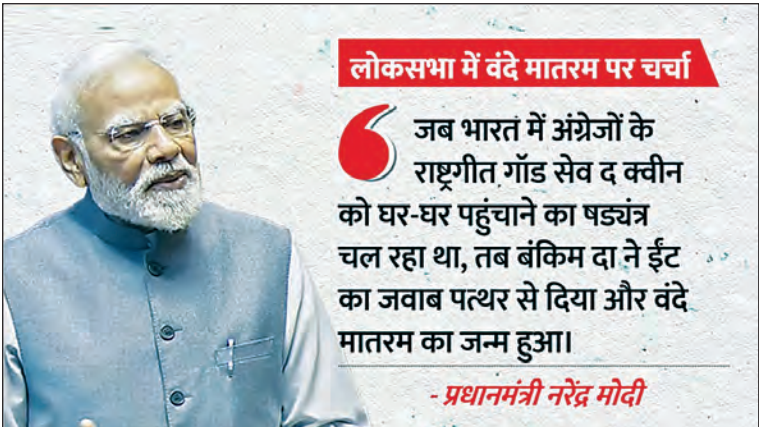 लोकसभा में वंदे मातरम पर चर्चा
जब भारत में अंग्रेजों के
राष्ट्रगीत गॉड सेव द क्वीन
को घर-घर पहुंचाने का षड्यंत्र
चल रहा था, तब बंकिम दा ने ईंट
का जवाब पत्थर से दिया और वंदे
मातरम का जन्म हुआ।
- प्रधानमंत्री नरेंद्र मोदी